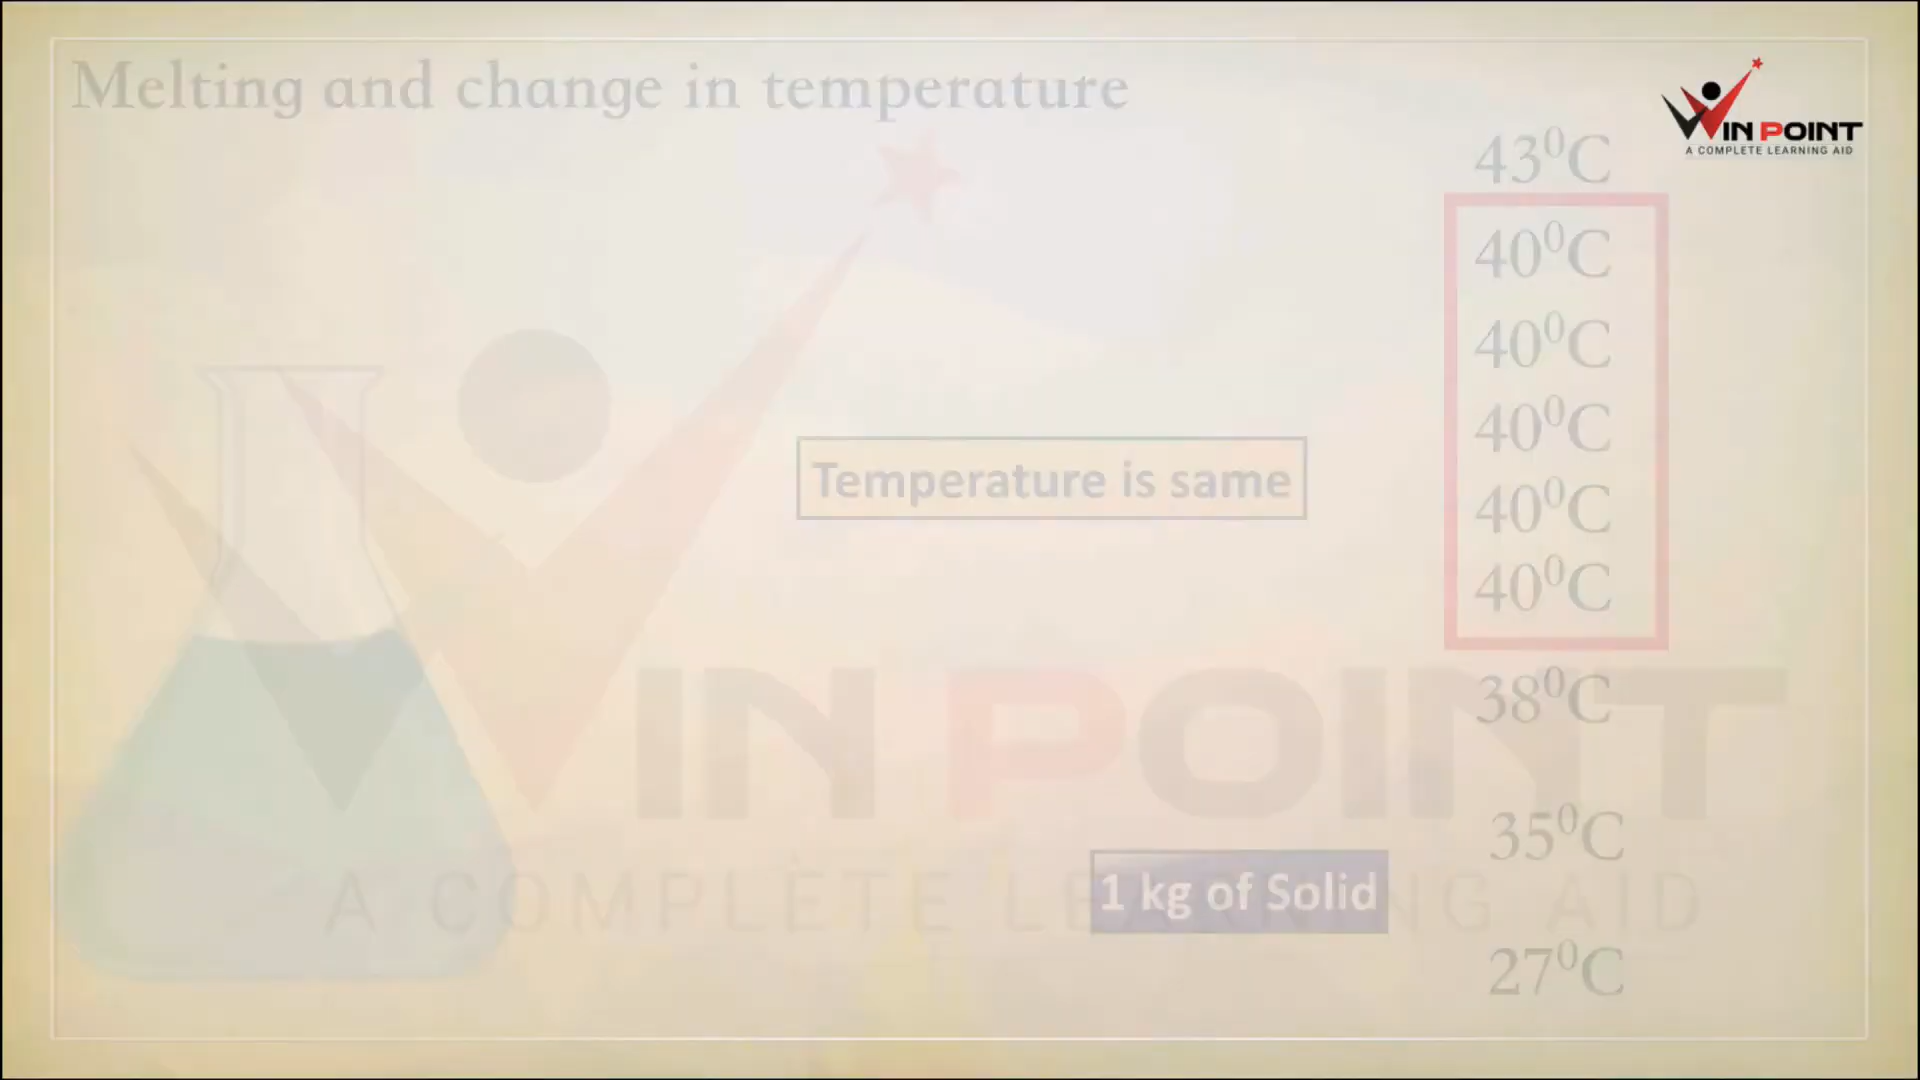 Melting and change in temperature
WIN POINT
A COMPLETE LEARNING AID
43⁰C
40⁰C
40⁰C
40⁰C
40⁰C
40⁰C
Temperature is same
38⁰C
WIN POINT
35⁰C
1 kg of Solid
A COMPLETE LEARNING AID
27⁰C